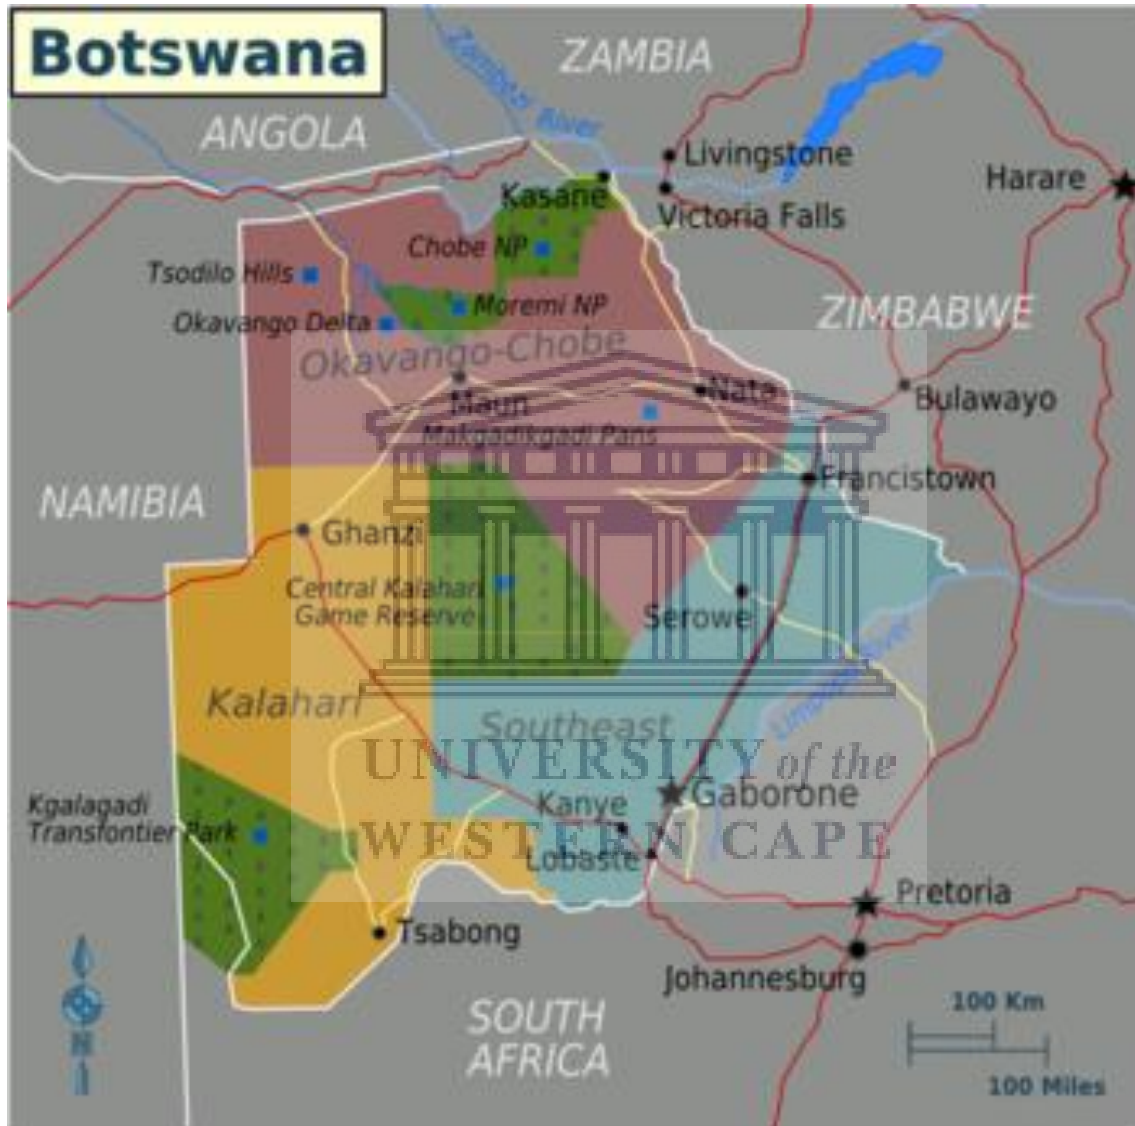 Botswana
ZAMBIA
Zambezi River
ANGOLA
Livingstone
Harare
Kasane
Victoria Falls
Chobe NP
Tsodilo Hills
Moremi NP
ZIMBABWE
Okavango Delta
Okavango-Chobe
Nata
Maun
Bulawayo
Makgadikgadi Pans
Francistown
NAMIBIA
Ghanzi
Central Kalahari
Game Reserve
Serowe
Limpopo River
Kalahari
Southeast
UNIVERSITY of the
WESTERN CAPE
Kgalagadi
Transfontier Park
Kanye
Gaborone
Lobaste
Pretoria
Tsabong
Johannesburg
SOUTH
AFRICA
N
100 Km
100 Miles